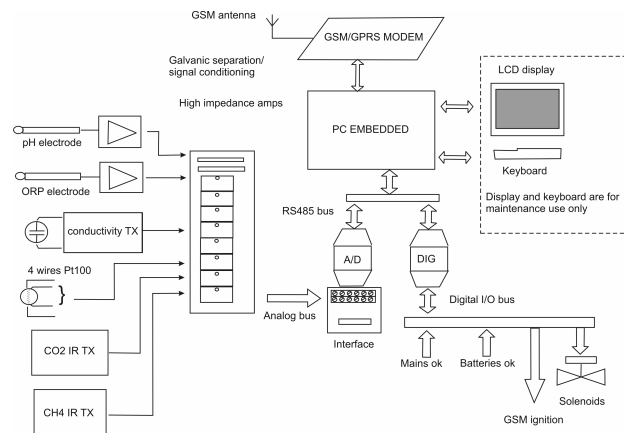 GSM antenna
GSM/GPRS MODEM
Galvanic separation/
signal conditioning
High impedance amps
PC EMBEDDED
LCD display
Keyboard
Display and keyboard are for
maintenance use only
pH electrode
ORP electrode
conductivity TX
4 wires Pt100
CO2 IR TX
CH4 IR TX
RS485 bus
A/D
DIG
Analog bus
Interface
Digital I/O bus
Mains ok
Batteries ok
Solenoids
GSM ignition